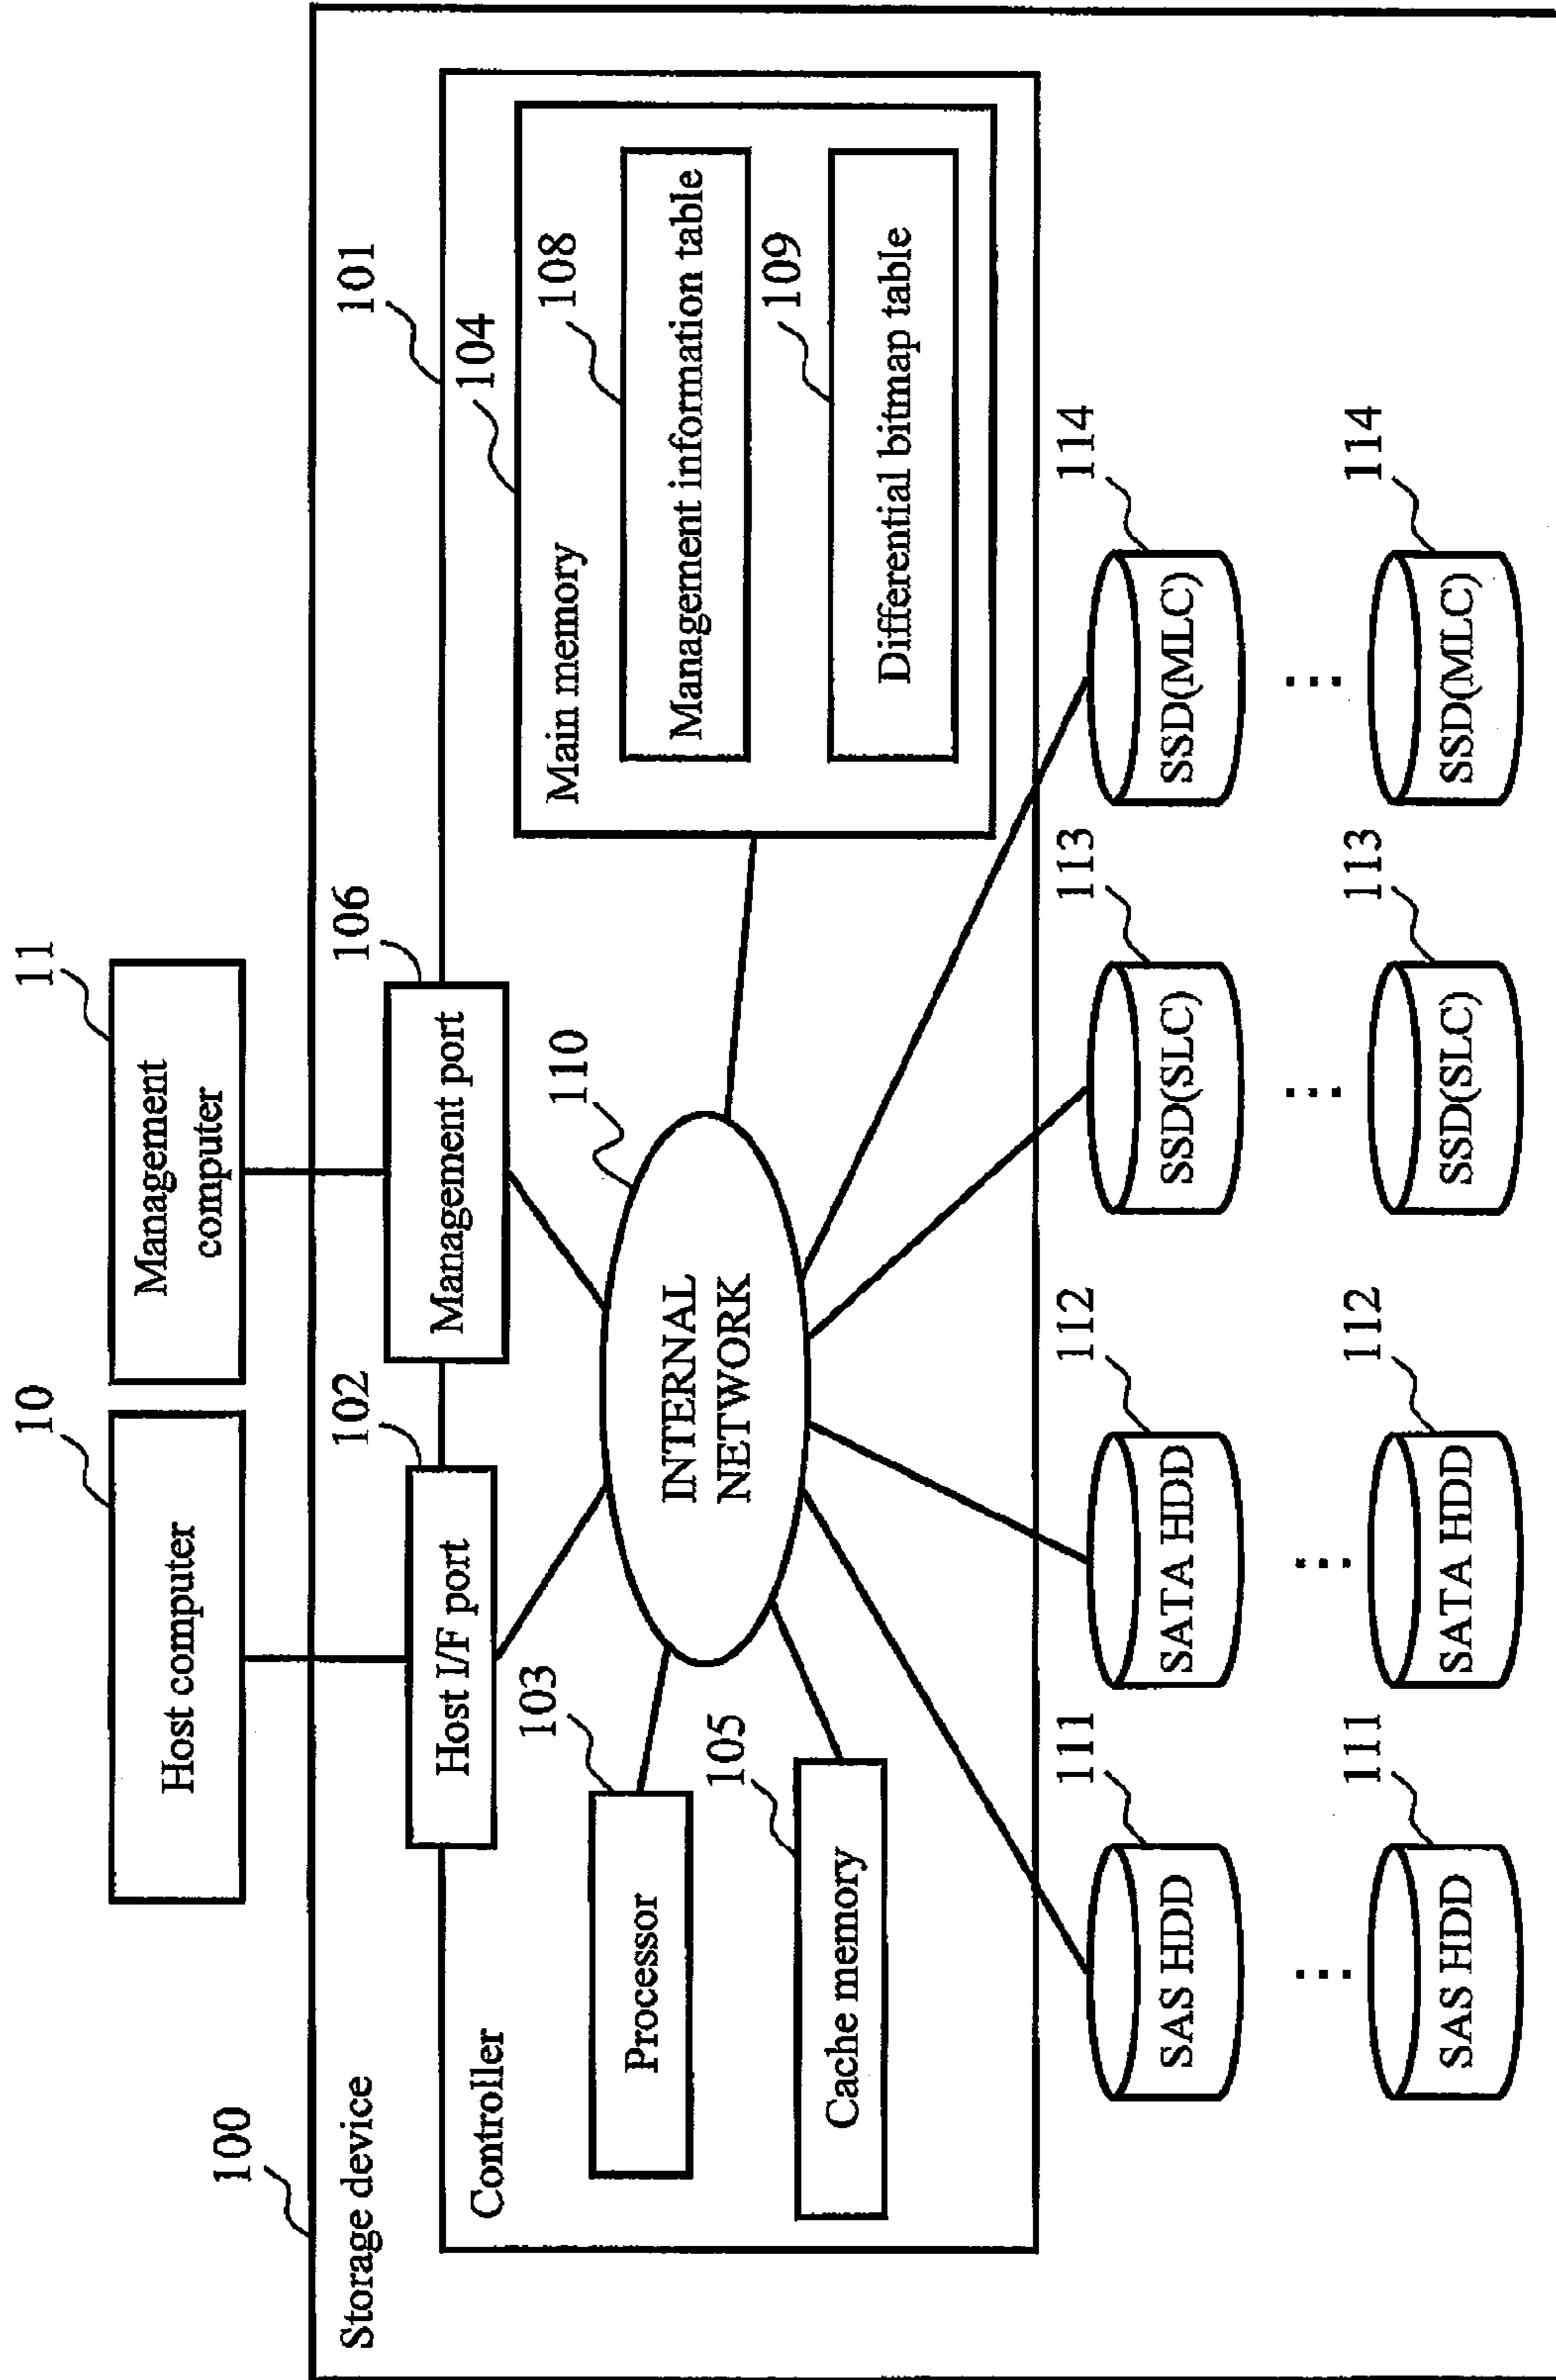 10
11
Host computer
Management
computer
100
Storage device
102
106
101
Host I/F port
Management port
Controller
104
Main memory
103
Processor
110
INTERNAL
NETWORK
108
Management information table
105
Cache memory
109
Differential bitmap table
111
112
113
114
SAS HDD
SATA HDD
SSD(SLC)
SSD(MLC)
111
112
113
114
SAS HDD
SATA HDD
SSD(SLC)
SSD(MLC)